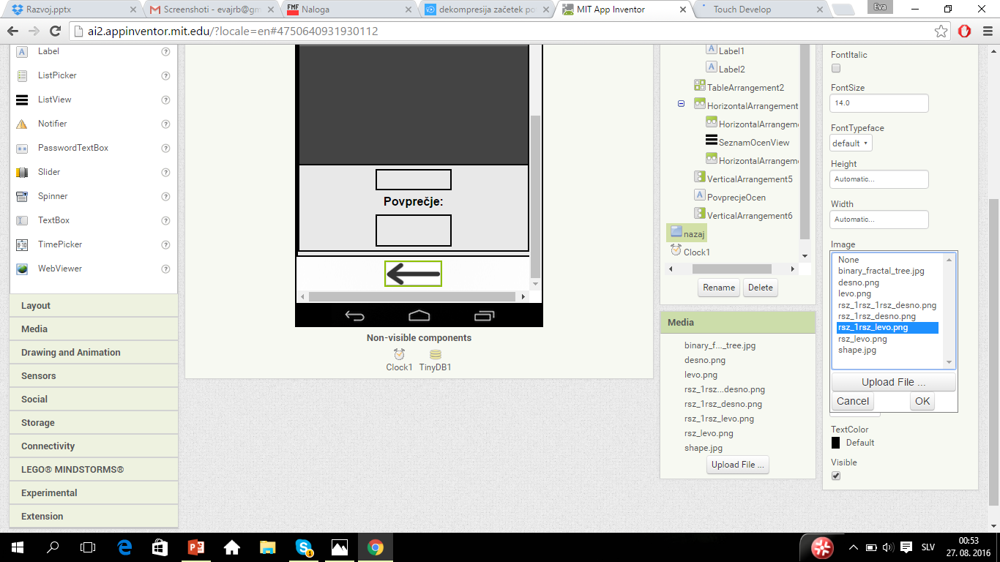 Razvoj.pptx
Screenshoti - evajrb@gm
FMF Naloga
dekompresija začetek po
MIT App Inventor
Touch Develop
Eva
ai2.appinventor.mit.edu/?locale=en#4750640931930112
Label
ListPicker
ListView
Notifier
PasswordTextBox
Slider
Spinner
TextBox
TimePicker
WebViewer
Layout
Media
Drawing and Animation
Sensors
Social
Storage
Connectivity
LEGO® MINDSTORMS®
Experimental
Extension
Povprečje:
Non-visible components
Clock1
TinyDB1
Label1
Label2
TableArrangement2
HorizontalArrangement
HorizontalArrangem
SeznamOcenView
HorizontalArrangem
VerticalArrangement5
PovprecjeOcen
VerticalArrangement6
nazaj
Clock1
Rename
Delete
Media
binary_f..._tree.jpg
desno.png
levo.png
rsz_1rsz...desno.png
rsz_1rsz_desno.png
rsz_1rsz_levo.png
rsz_levo.png
shape.jpg
Upload File ...
FontItalic
FontSize
14.0
FontTypeface
default
Height
Automatic...
Width
Automatic...
Image
None
binary_fractal_tree.jpg
desno.png
levo.png
rsz_1rsz_1rsz_desno.png
rsz_1rsz_desno.png
rsz_1rsz_levo.png
rsz_levo.png
shape.jpg
Upload File ...
Cancel
OK
TextColor
Default
Visible
1
SLV
00:53
27. 08. 2016